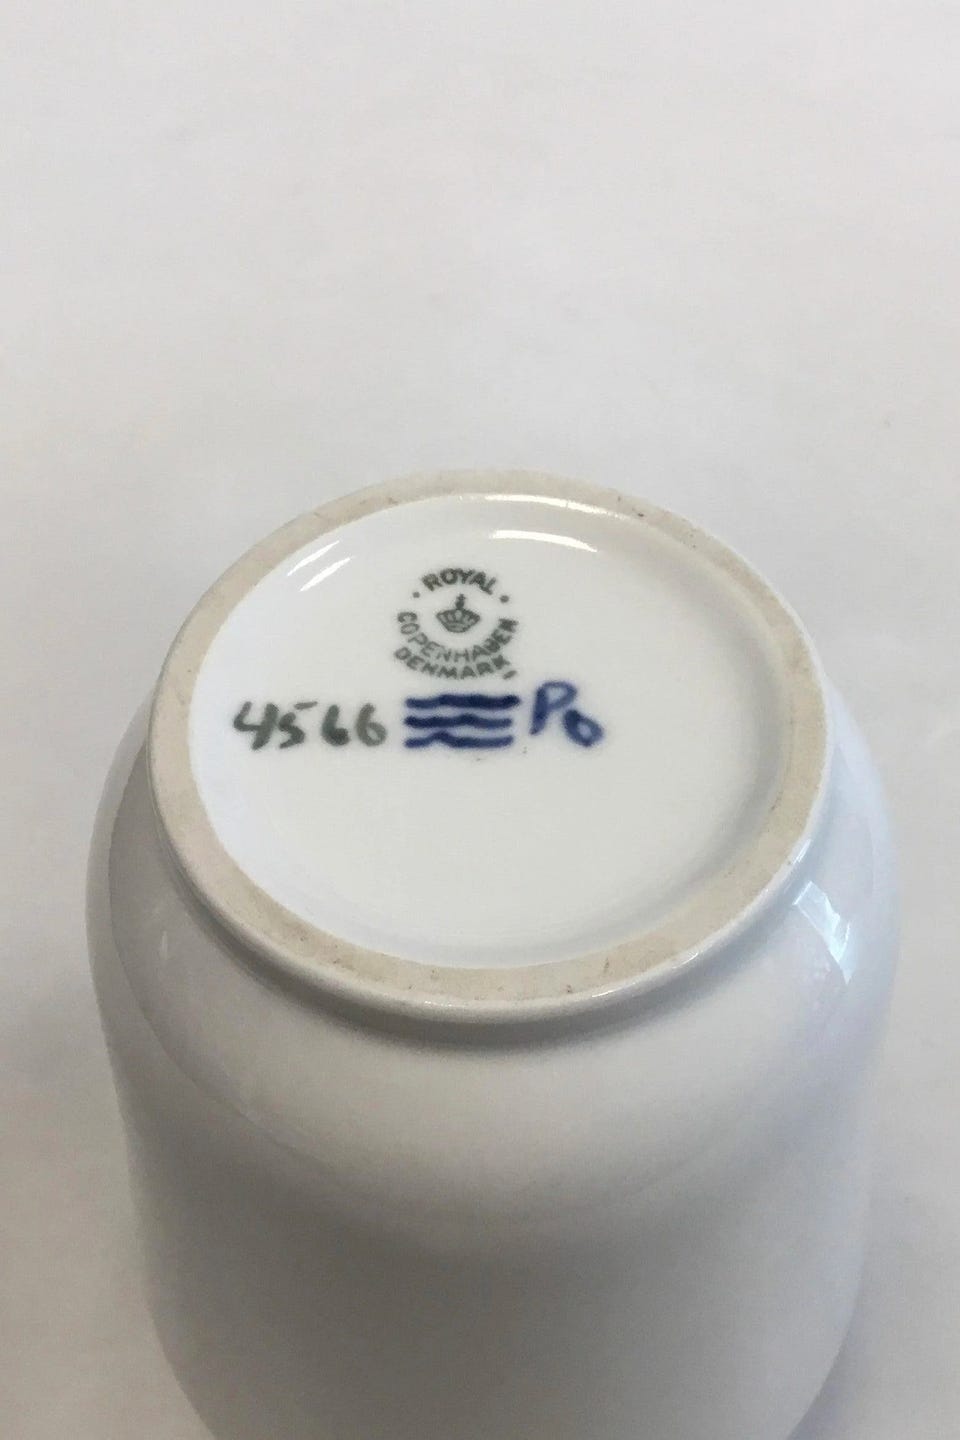 ROYAL
COPENHAGEN
DENMARK
4566 Po